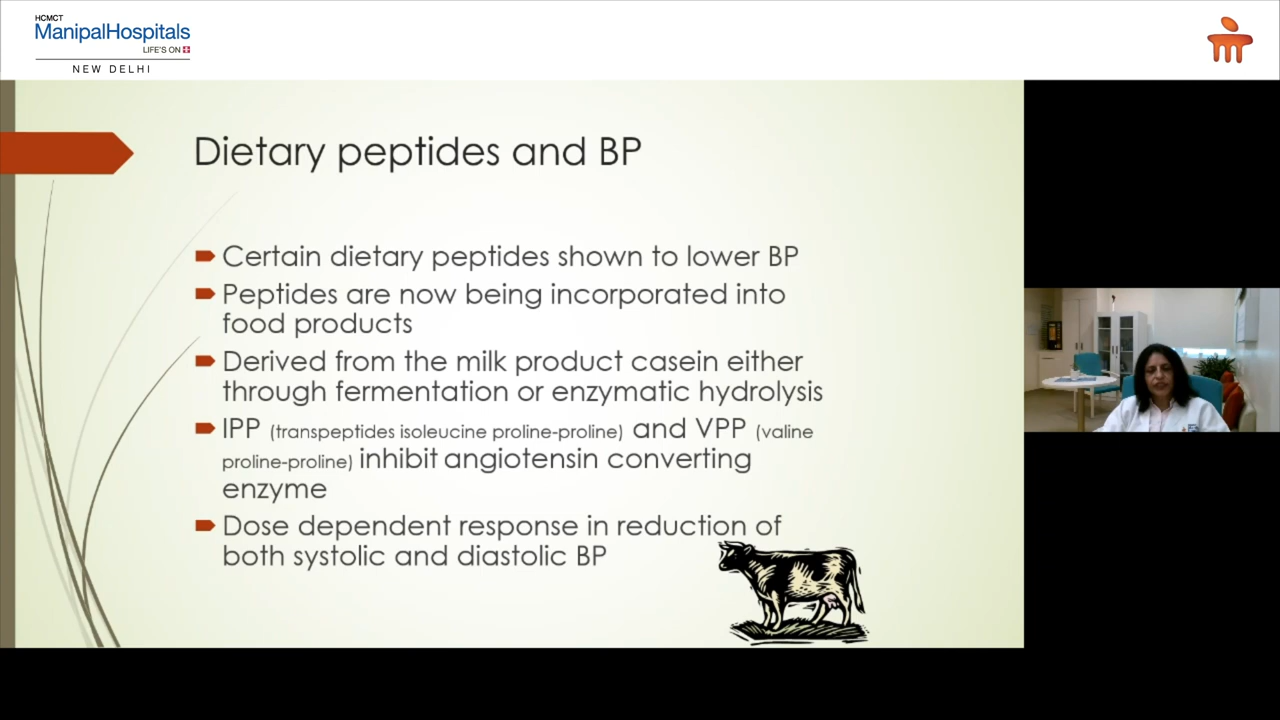 HCMCT
ManipalHospitals
LIFE'S ON
NEW DELHI
Dietary peptides and BP
Certain dietary peptides shown to lower BP
Peptides are now being incorporated into
food products
Derived from the milk product casein either
through fermentation or enzymatic hydrolysis
IPP (transpeptides isoleucine proline-proline) and VPP (valine
proline-proline) inhibit angiotensin converting
enzyme
Dose dependent response in reduction of
both systolic and diastolic BP